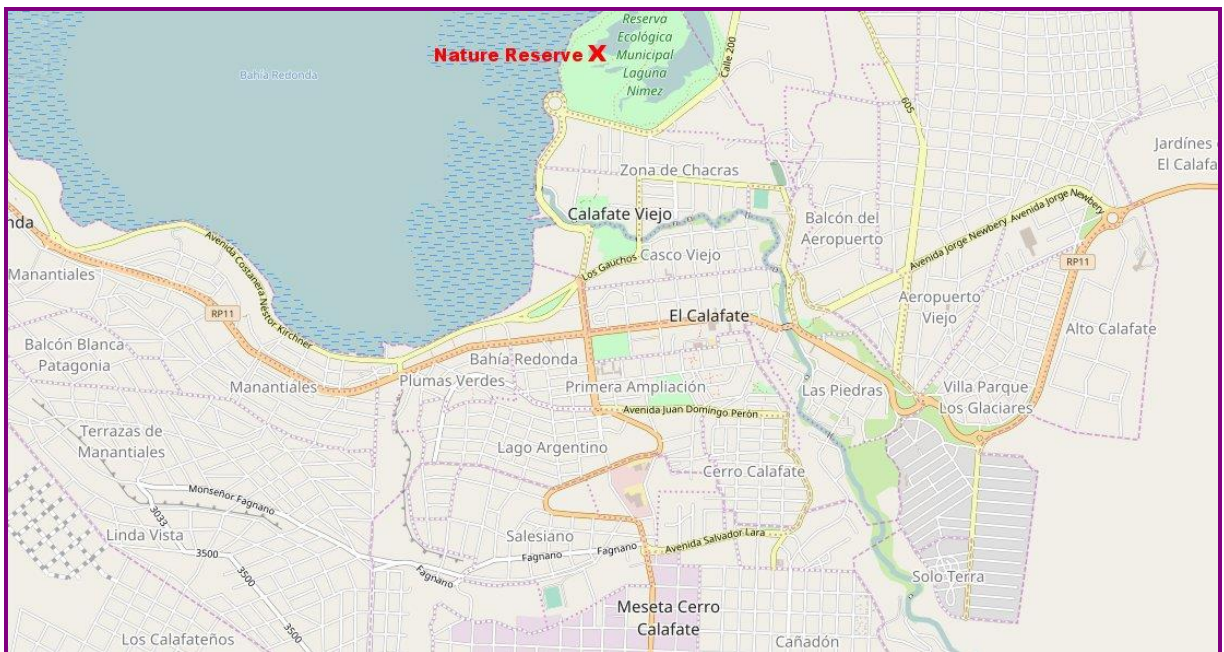 Reserva
Ecológica
Municipal
Laguna
Nimez
Nature Reserve X
Bahía Redonda
Calle 200
605
Jardínes
El Calafa
Zona de Chacras
Calafate Viejo
nda
Avenida Costanera Néstor Kirchner
Manantiales
Los Gauchos
Casco Viejo
Balcón del
Aeropuerto
Avenida Jorge Newbery
Avenida Jorge Newbery
RP11
RP11
El Calafate
Aeropuerto
Viejo
Alto Calafate
Balcón Blanca
Patagonia
Manantiales
Bahía Redonda
Plumas Verdes
Primera Ampliación
Las Piedras
Villa Parque
Los Glaciares
Avenida Juan Domingo Perón
Terrazas de
Manantiales
Lago Argentino
Cerro Calafate
Monseñor Fagnano
3033
Linda Vista
3500
3500
3500
Salesiano
Fagnano
Fagnano
Fagnano
Avenida Salvador Lara
Solo Terra
Meseta Cerro
Calafate
Los Calafateños
Cañadón